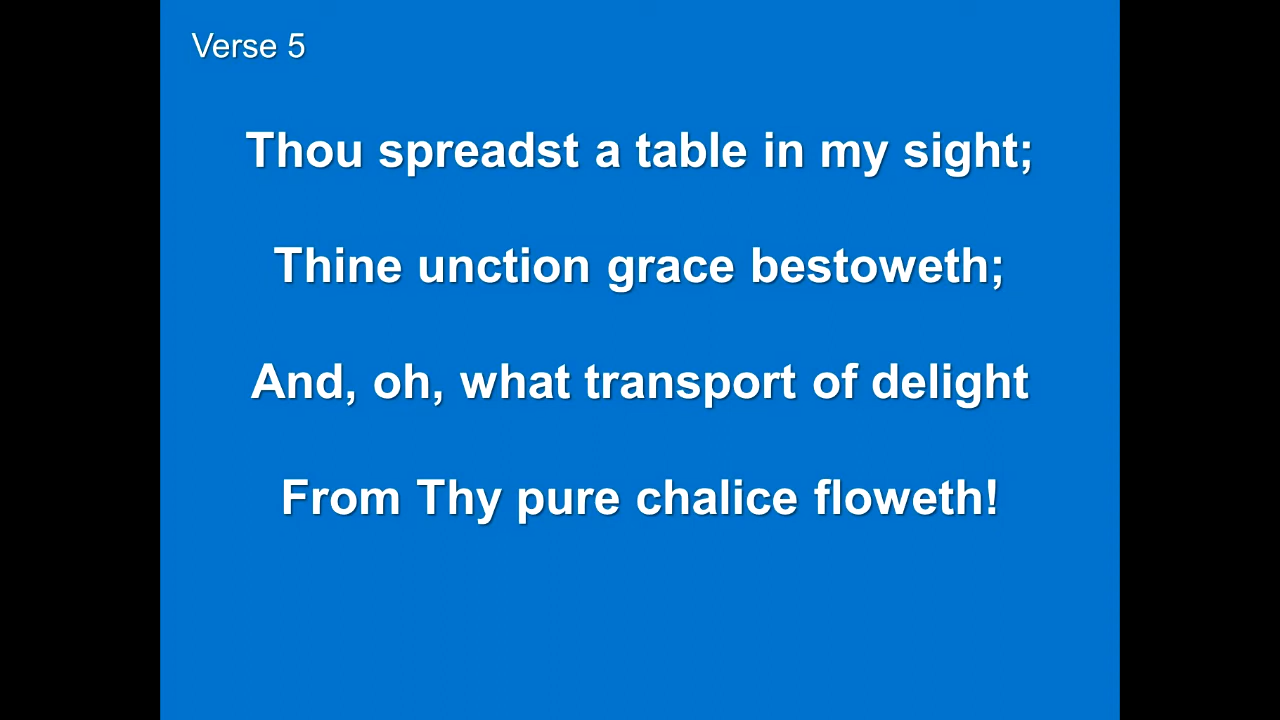 Verse 5
Thou spreadst a table in my sight;
Thine unction grace bestoweth;
And, oh, what transport of delight
From Thy pure chalice floweth!